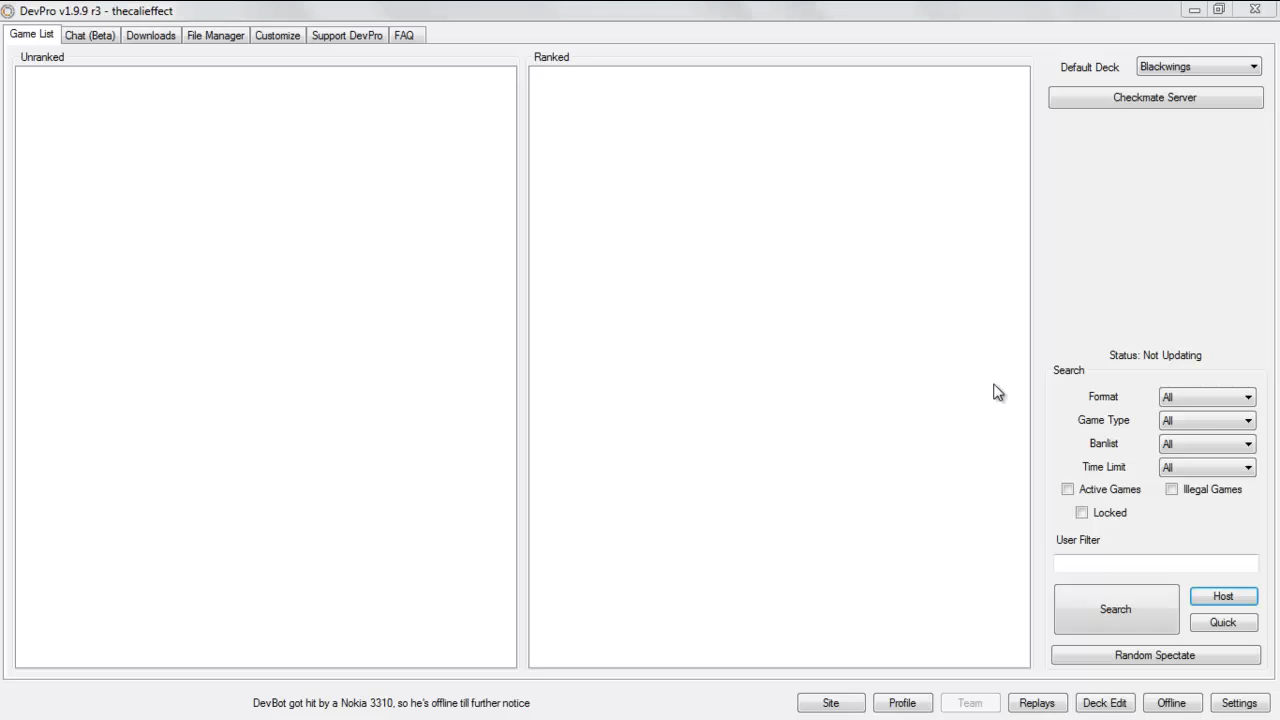 DevPro v1.9.9 r3 - thecalieffect
Game List
Chat (Beta)
Downloads
File Manager
Customize
Support DevPro
FAQ
Unranked
Ranked
Default Deck
Blackwings
Checkmate Server
Status: Not Updating
Search
Format
All
Game Type
All
Banlist
All
Time Limit
All
Active Games
Illegal Games
Locked
User Filter
Search
Host
Quick
Random Spectate
DevBot got hit by a Nokia 3310, so he's offline till further notice
Site
Profile
Team
Replays
Deck Edit
Offline
Settings